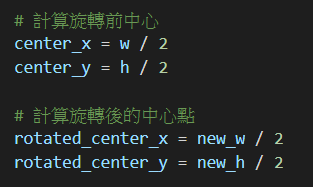 # 計算旋轉前中心
center_x = w / 2
center_y = h / 2
# 計算旋轉後的中心點
rotated_center_x = new_w / 2
rotated_center_y = new_h / 2